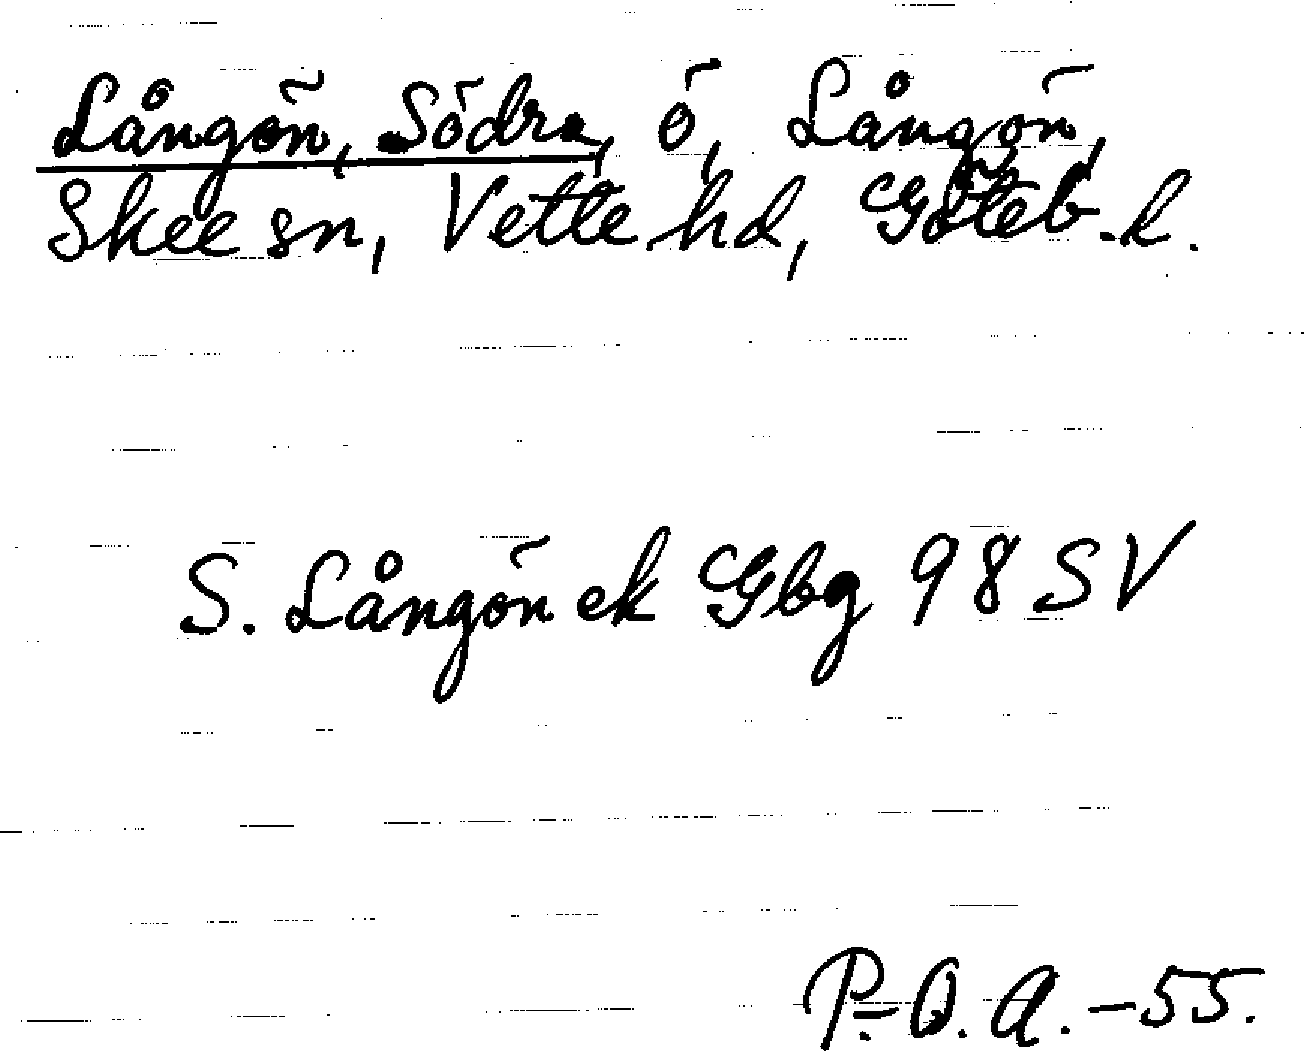 Långön, Södra, ö, Långön,
Skee sn, Vette hd, Göteb. l.
S. Långön ek Gbg 98 SV
P.-O. A. -55.